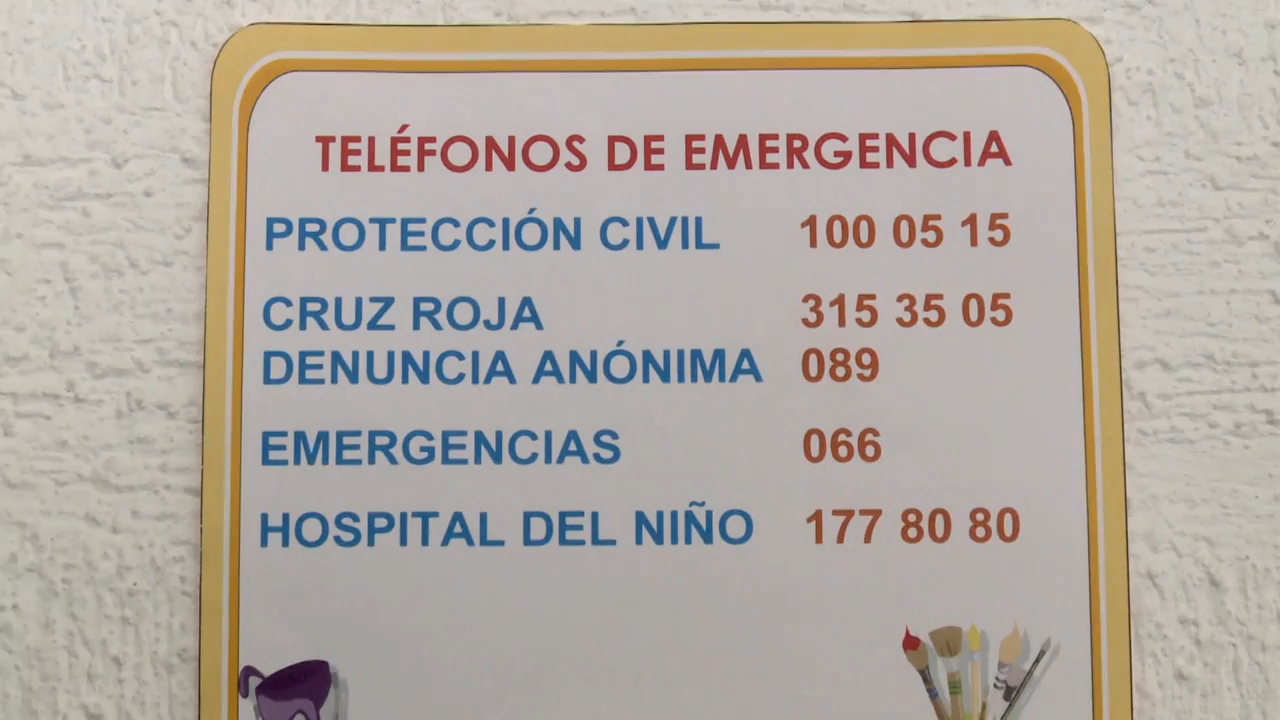 TELÉFONOS DE EMERGENCIA
PROTECCIÓN CIVIL 100 05 15
CRUZ ROJA 315 35 05
DENUNCIA ANÓNIMA 089
EMERGENCIAS 066
HOSPITAL DEL NIÑO 177 80 80